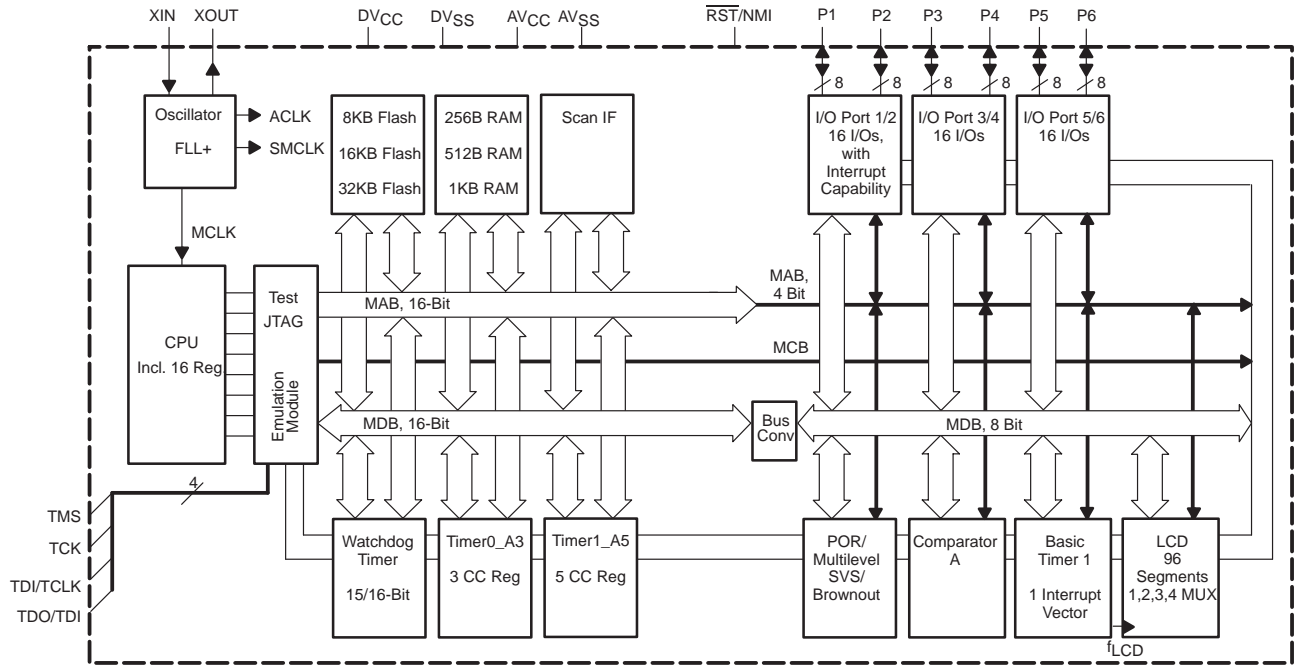 XIN
XOUT
DVCC
DVSS
AVCC
AVSS
RST/NMI
P1
P2
P3
P4
P5
P6
8
8
8
8
8
8
Oscillator
FLL+
ACLK
SMCLK
8KB Flash
16KB Flash
32KB Flash
256B RAM
512B RAM
1KB RAM
Scan IF
I/O Port 1/2
16 I/Os,
with
Interrupt
Capability
I/O Port 3/4
16 I/Os
I/O Port 5/6
16 I/Os
MCLK
CPU
Incl. 16 Reg.
Test
JTAG
Emulation
Module
MAB, 16-Bit
MAB,
4 Bit
MCB
MDB, 16-Bit
Bus
Conv
MDB, 8 Bit
4
TMS
TCK
TDI/TCLK
TDO/TDI
Watchdog
Timer
15/16-Bit
Timer0_A3
3 CC Reg
Timer1_A5
5 CC Reg
POR/
Multilevel
SVS/
Brownout
Comparator
A
Basic
Timer 1
1 Interrupt
Vector
LCD
96
Segments
1,2,3,4 MUX
fLCD